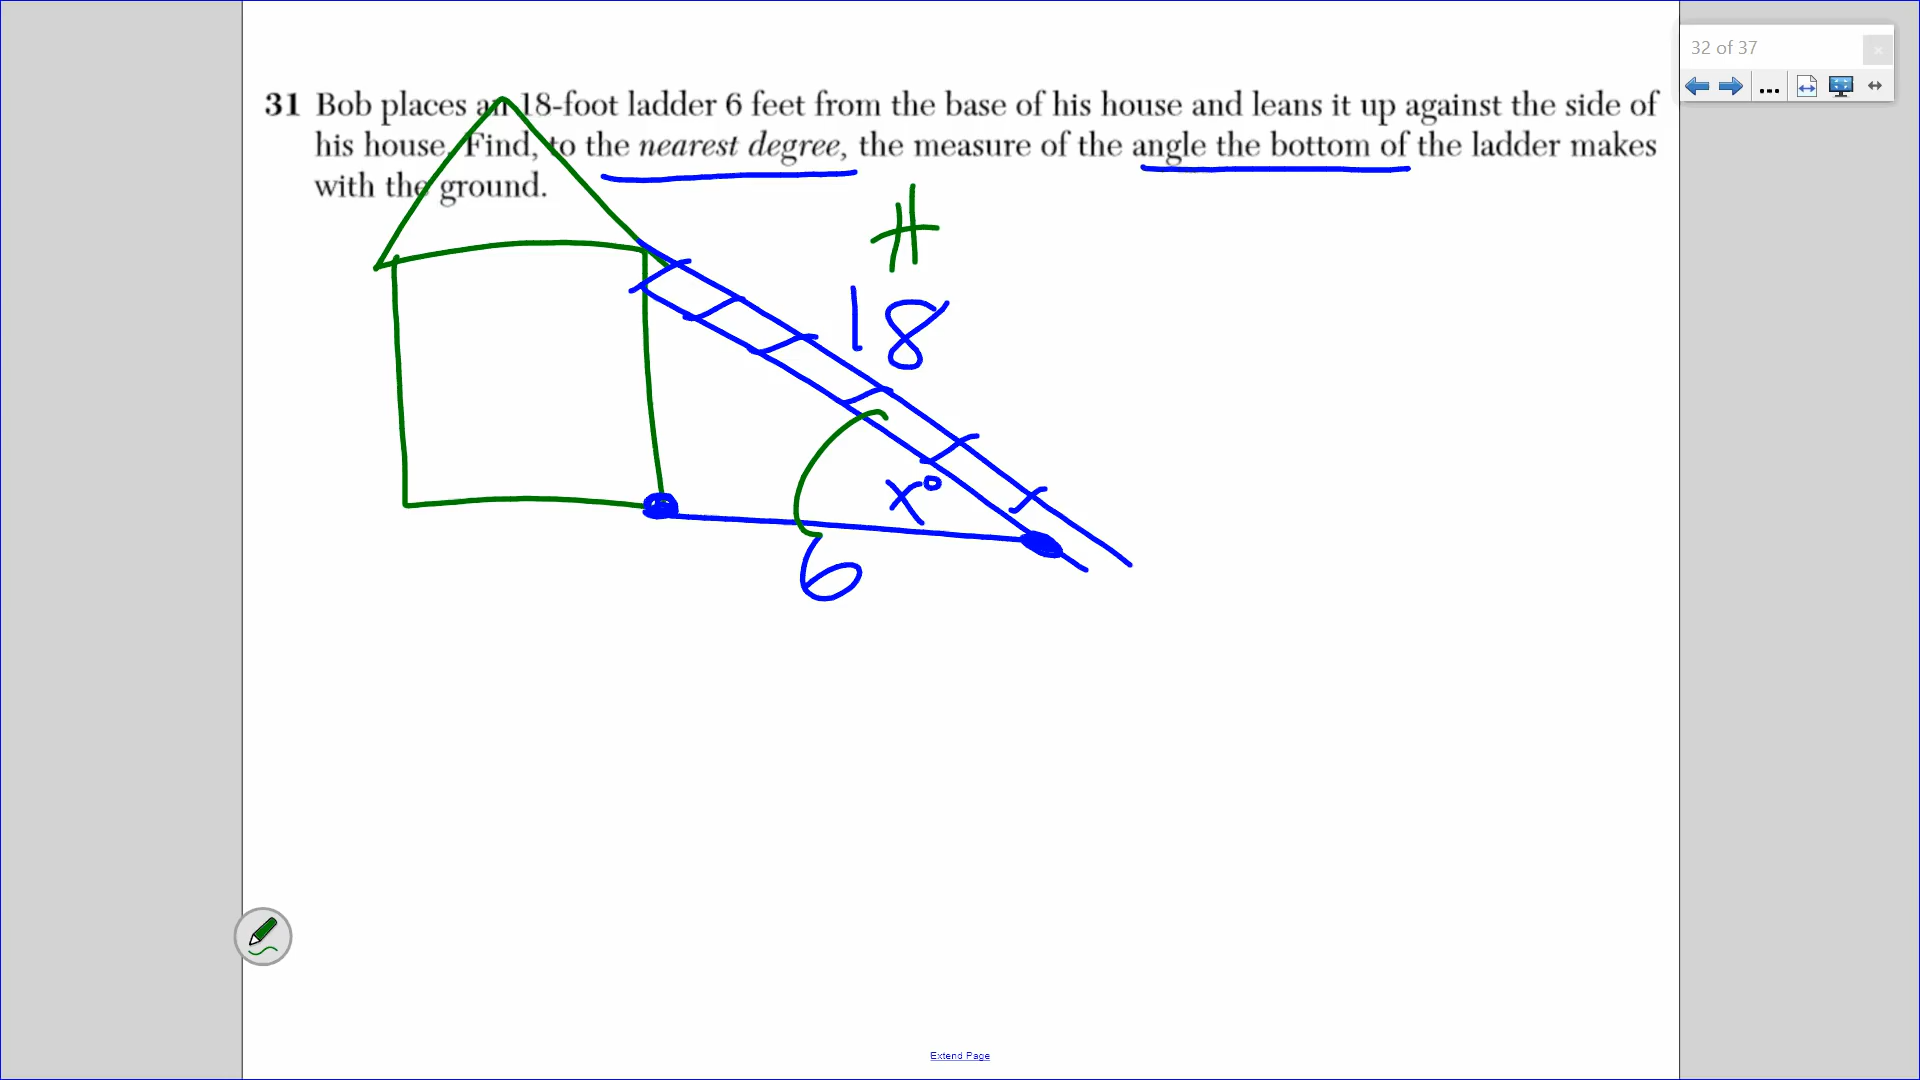 32 of 37
31 Bob places an 18-foot ladder 6 feet from the base of his house and leans it up against the side of
his house. Find, to the nearest degree, the measure of the angle the bottom of the ladder makes
with the ground.
H
18
x°
6
Extend Page